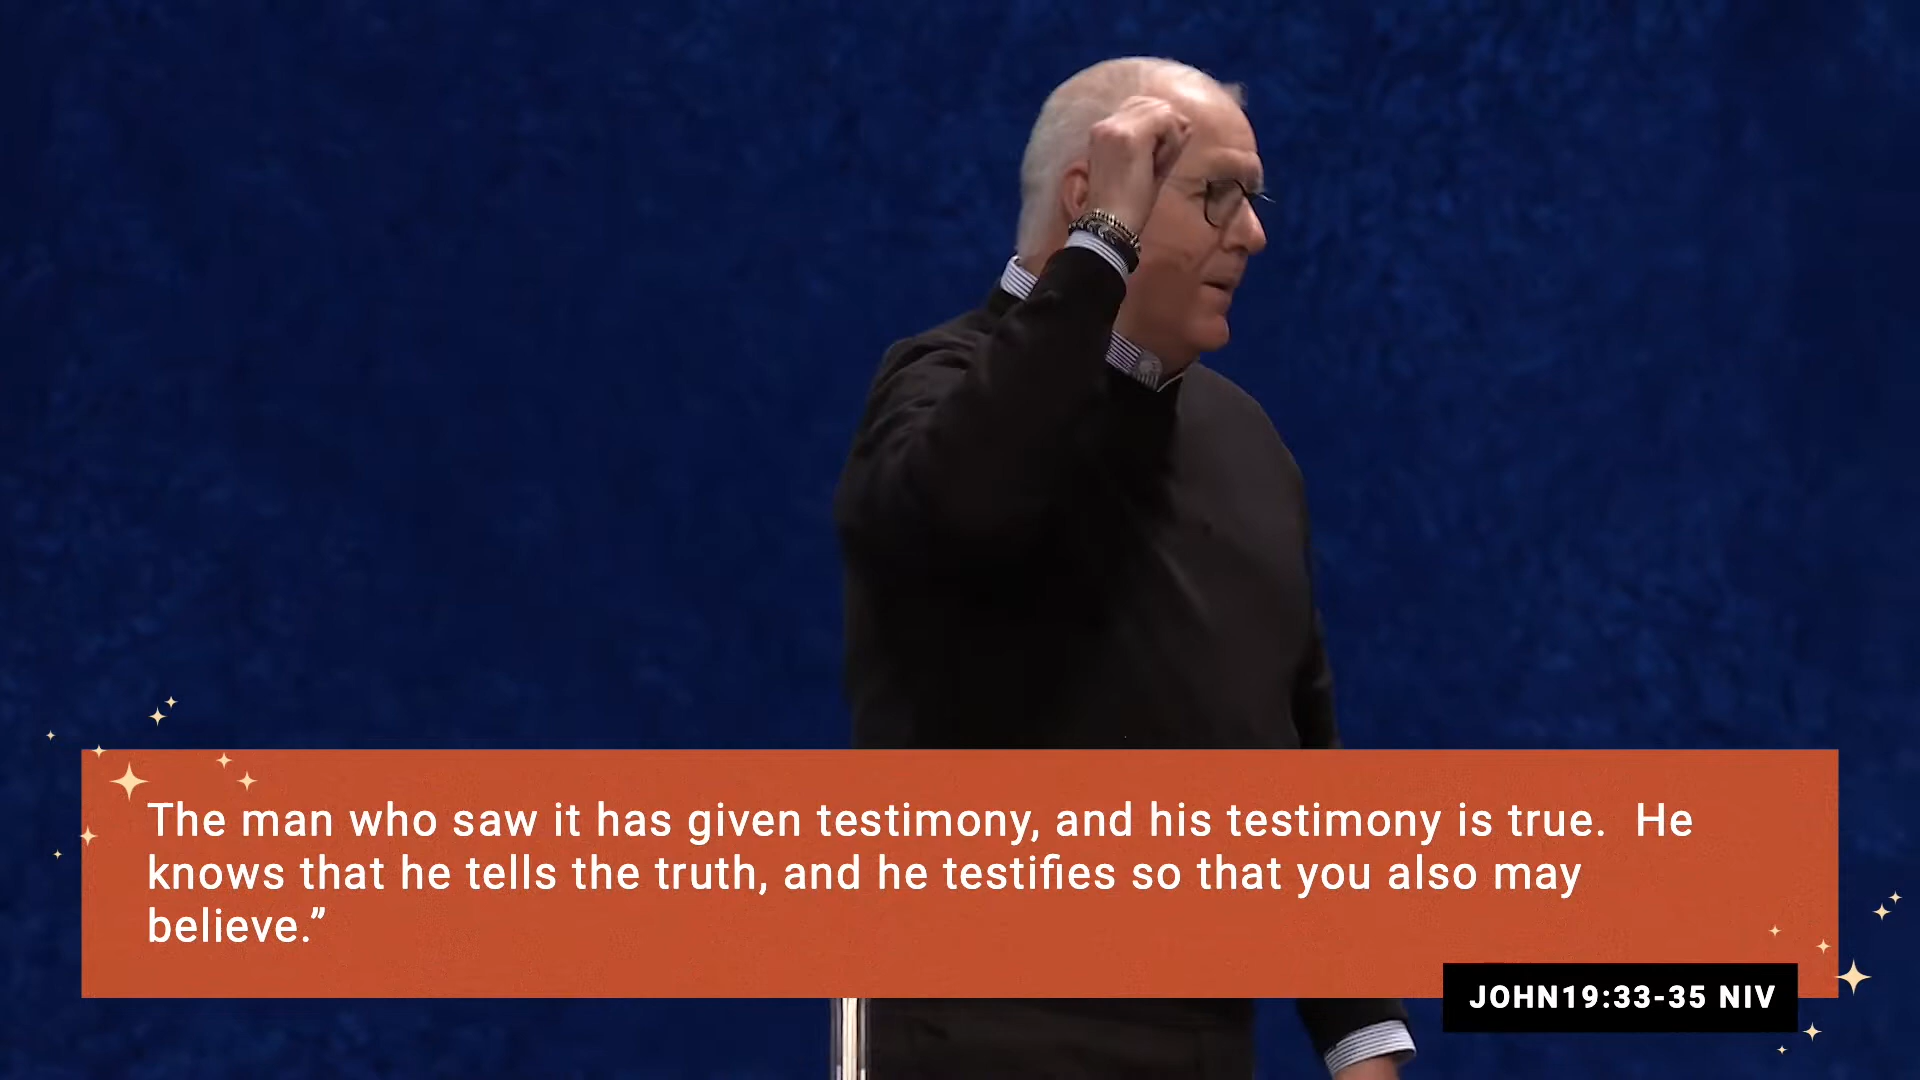 The man who saw it has given testimony, and his testimony is true.  He
knows that he tells the truth, and he testifies so that you also may
believe.”
JOHN19:33-35 NIV